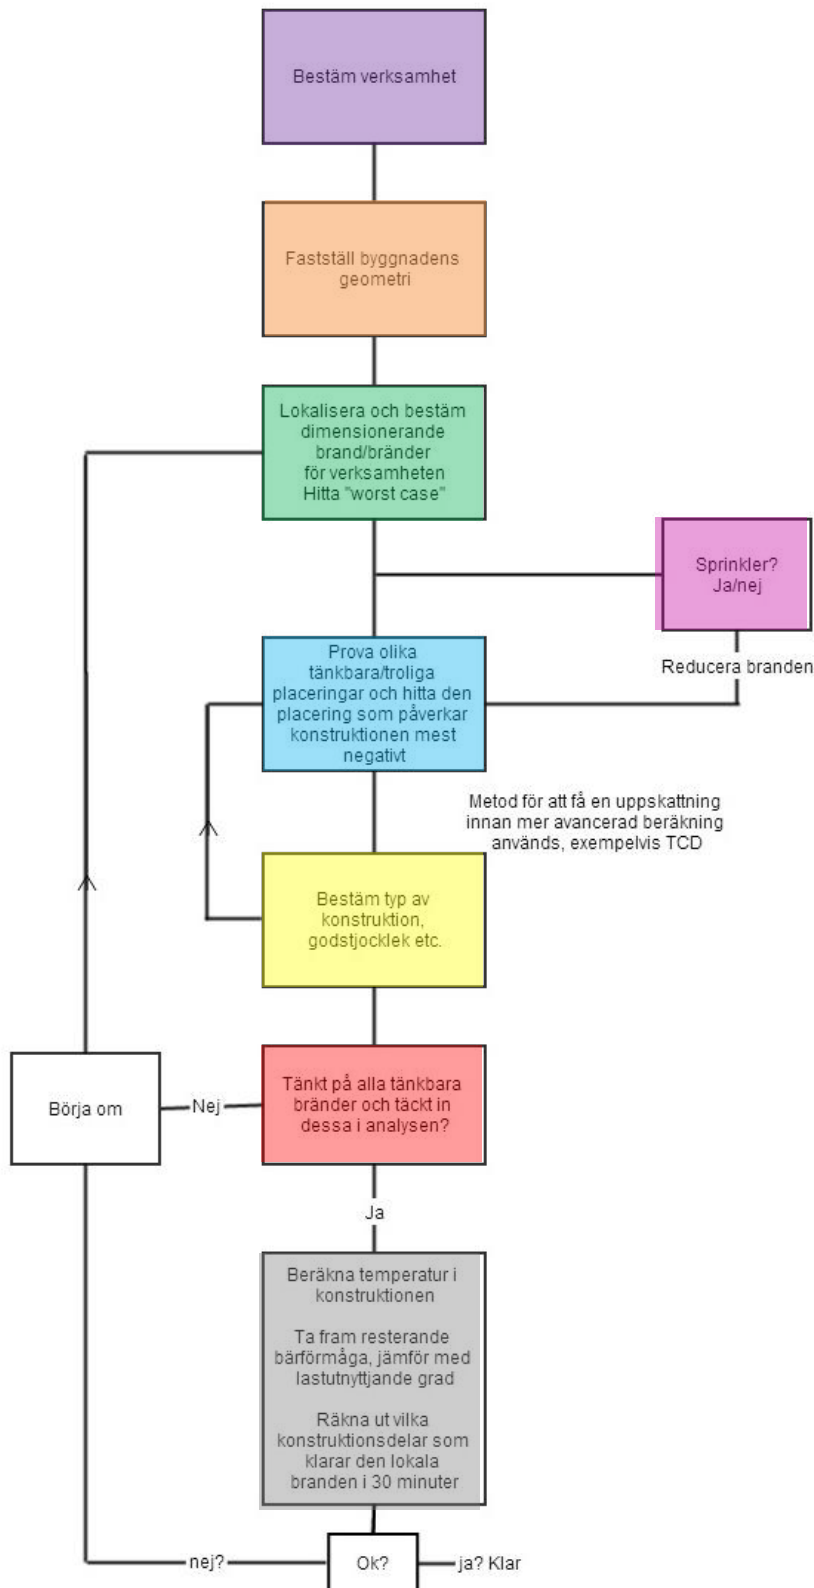 Bestäm verksamhet
Fastställ byggnadens
geometri
Lokalisera och bestäm
dimensionerande
brand/bränder
för verksamheten
Hitta "worst case"
Sprinkler?
Ja/nej
Reducera branden
Prova olika
tänkbara/troliga
placeringar och hitta den
placering som påverkar
konstruktionen mest
negativt
Metod för att få en uppskattning
innan mer avancerad beräkning
används, exempelvis TCD
Bestäm typ av
konstruktion,
godstjocklek etc.
Tänkt på alla tänkbara
bränder och täckt in
dessa i analysen?
Nej
Börja om
Ja
Beräkna temperatur i
konstruktionen
Ta fram resterande
bärförmåga, jämför med
lastutnyttjande grad
Räkna ut vilka
konstruktionsdelar som
klarar den lokala
branden i 30 minuter
nej?
Ok?
ja? Klar